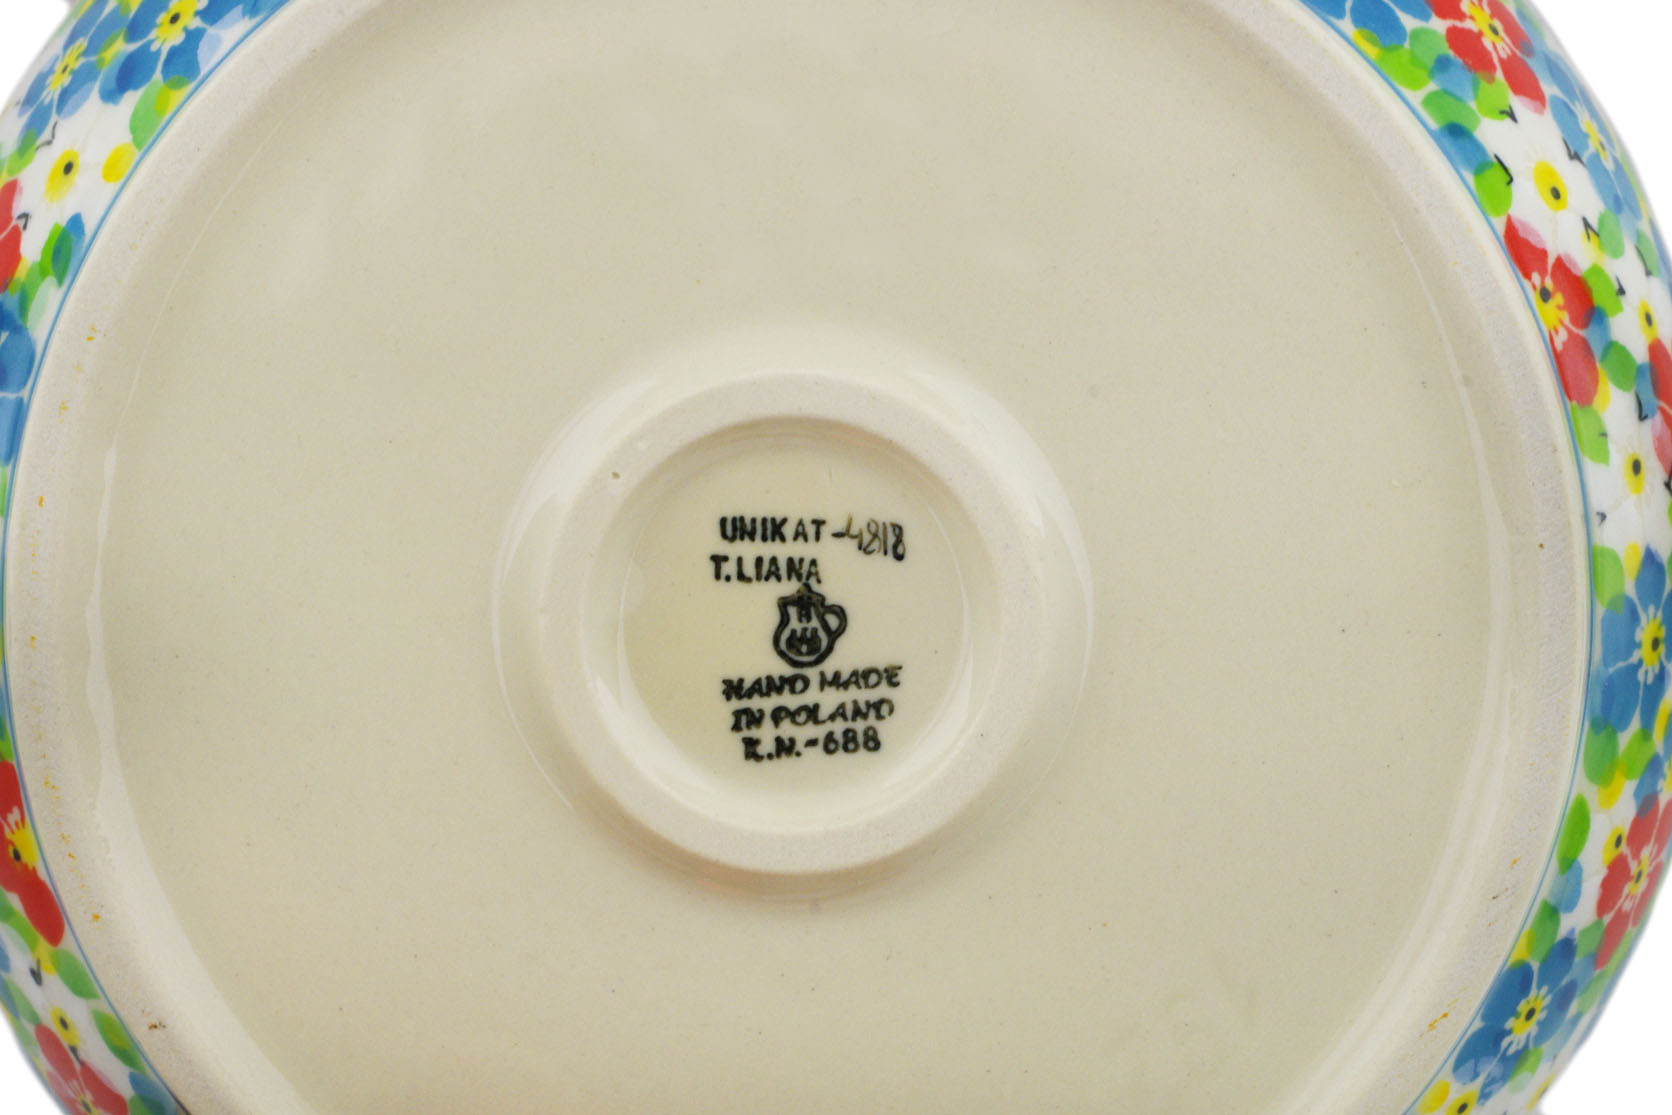 UNIKAT-4818
T.LIANA
HAND MADE
IN POLAND
K.N.-688